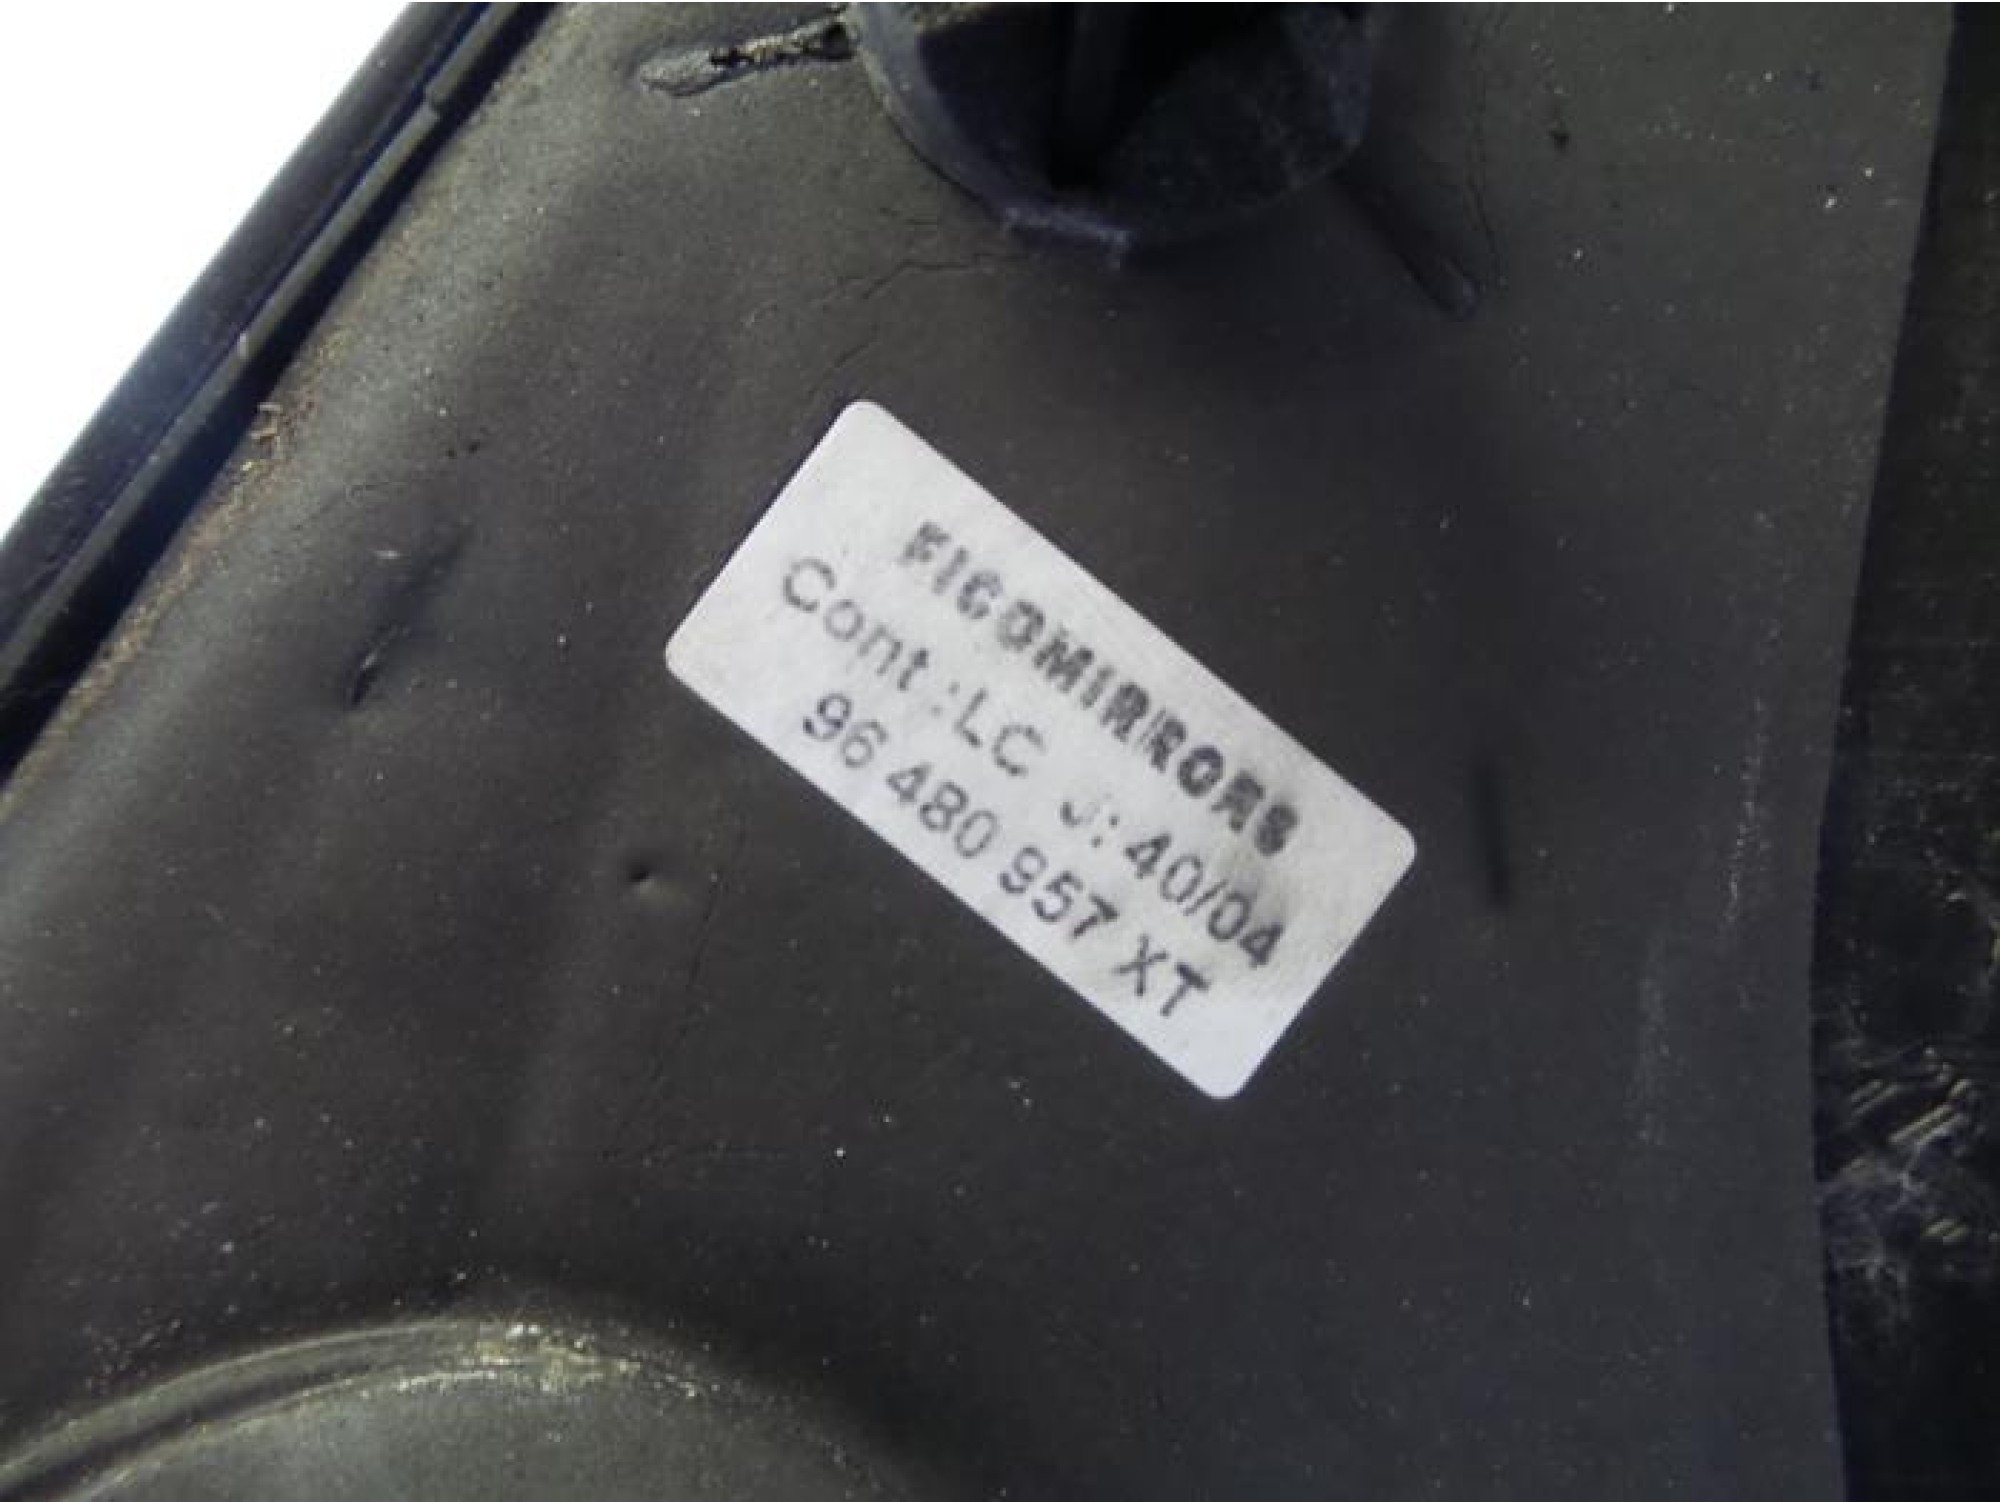 FICOMIRRORS
Cont.:LC J:40/04
96 480 957 XT